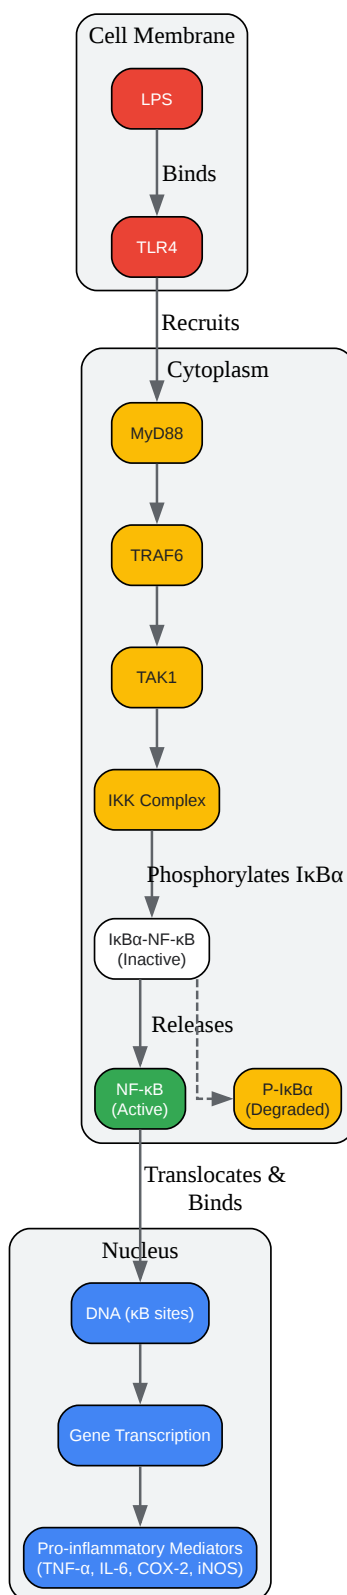 Cell Membrane
LPS
Binds
TLR4
Recruits
Cytoplasm
MyD88
TRAF6
TAK1
IKK Complex
Phosphorylates IκBα
IκBα-NF-κB
(Inactive)
Releases
NF-κB
(Active)
P-IκBα
(Degraded)
Translocates &
Binds
Nucleus
DNA (κB sites)
Gene Transcription
Pro-inflammatory Mediators
(TNF-α, IL-6, COX-2, iNOS)